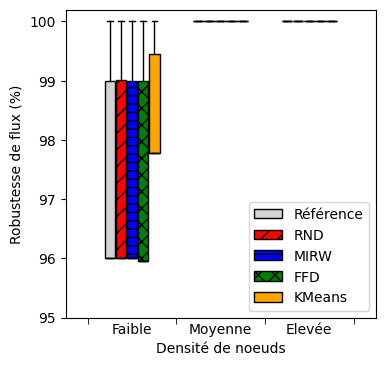 100
99
98
97
96
95
Robustesse de flux (%)
Référence
RND
MIRW
FFD
KMeans
Faible Moyenne Elevée
Densité de noeuds